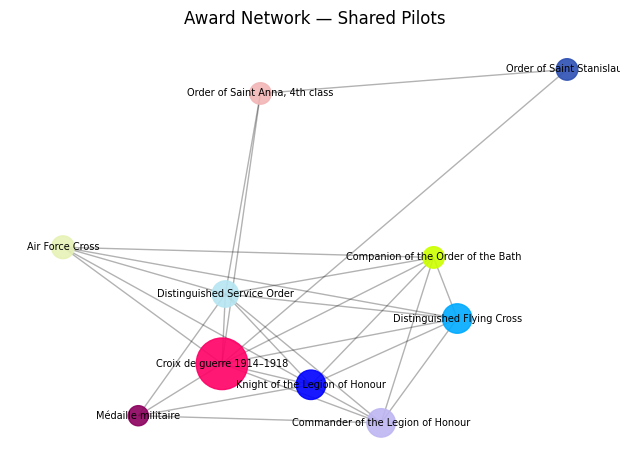 Award Network — Shared Pilots
Order of Saint Stanislau
Order of Saint Anna, 4th class
Air Force Cross
Companion of the Order of the Bath
Distinguished Service Order
Distinguished Flying Cross
Croix de guerre 1914–1918
Knight of the Legion of Honour
Médaille militaire
Commander of the Legion of Honour